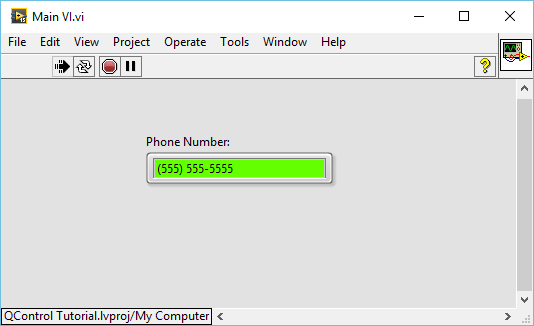 Main VI.vi
File Edit View Project Operate Tools Window Help
?
Phone Number:
(555) 555-5555
QControl Tutorial.lvproj/My Computer